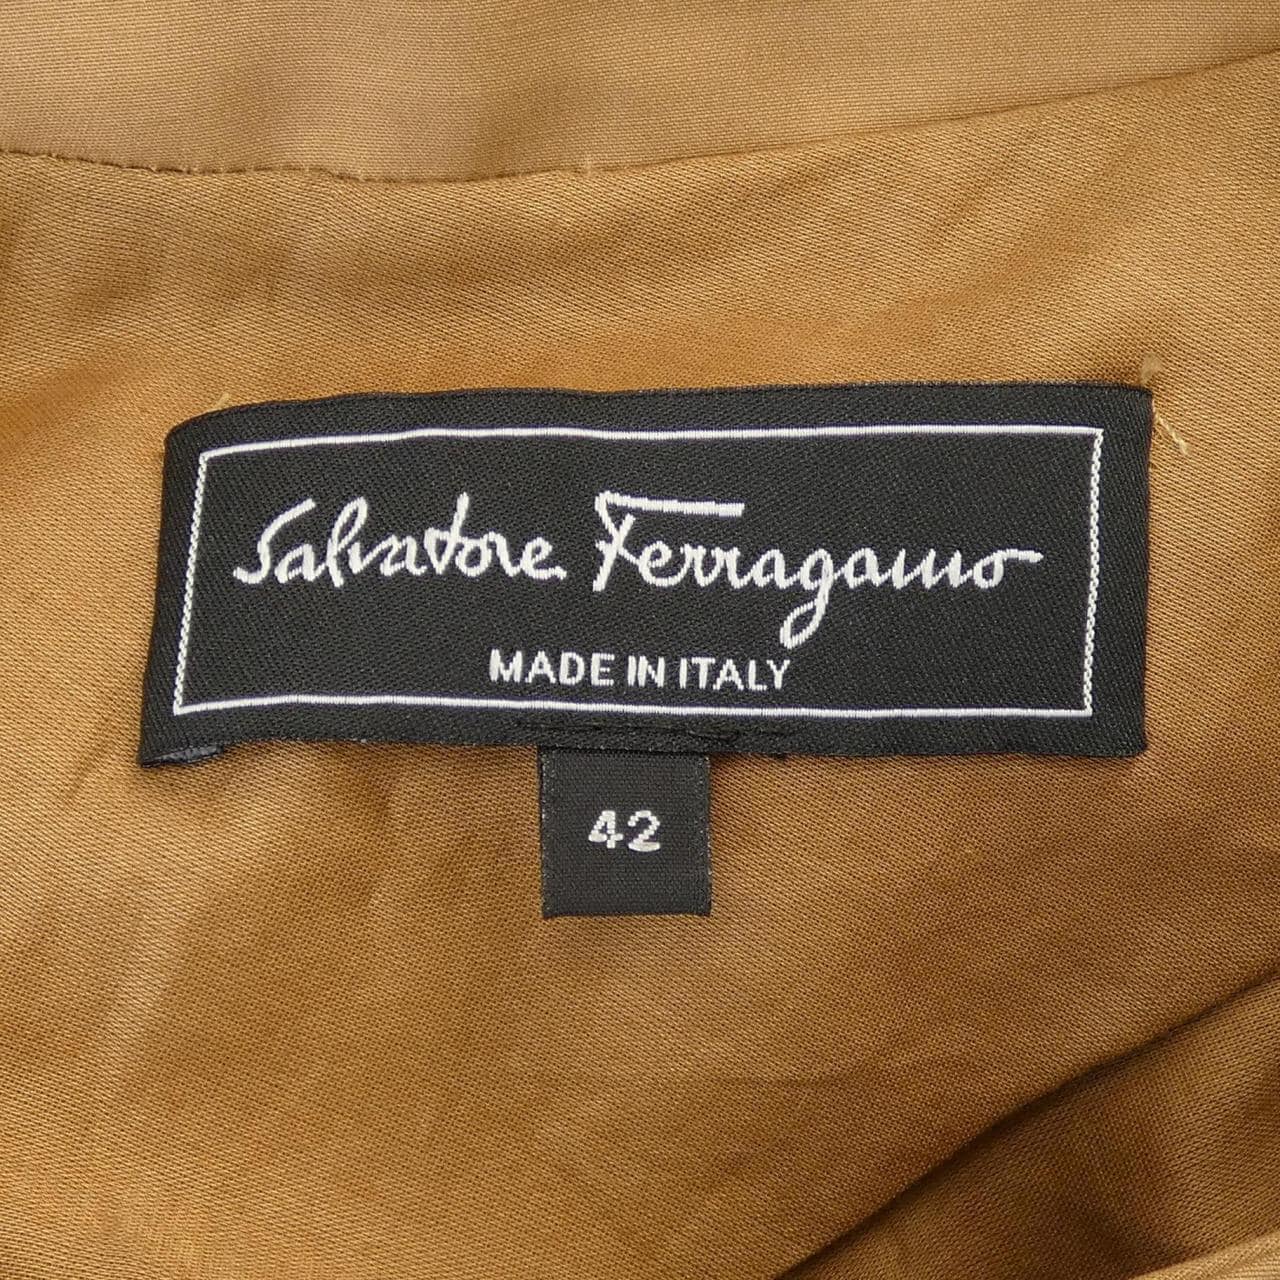 Salvatore Ferragamo
MADE IN ITALY
42